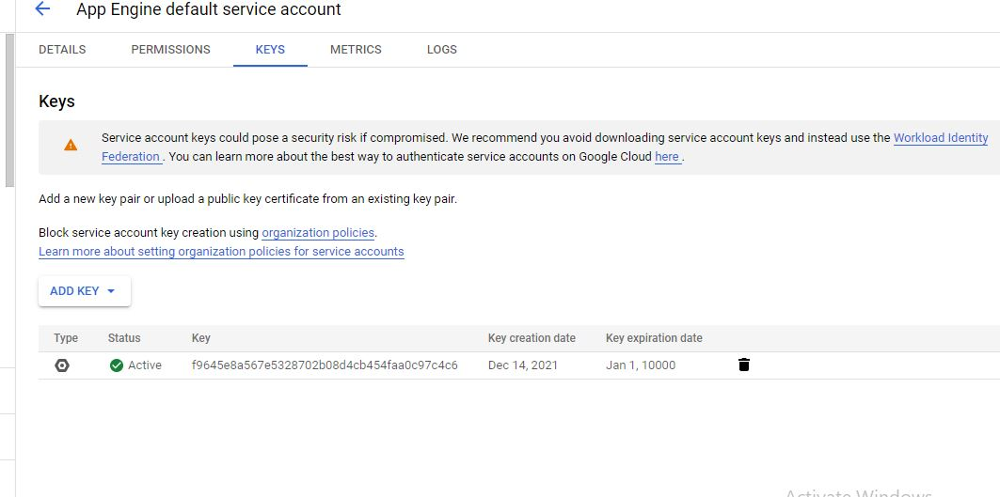 App Engine default service account
DETAILS PERMISSIONS KEYS METRICS LOGS
Keys
Service account keys could pose a security risk if compromised. We recommend you avoid downloading service account keys and instead use the Workload Identity
Federation . You can learn more about the best way to authenticate service accounts on Google Cloud here .
Add a new key pair or upload a public key certificate from an existing key pair.
Block service account key creation using organization policies.
Learn more about setting organization policies for service accounts
ADD KEY
Type Status Key Key creation date Key expiration date
Active f9645e8a567e5328702b08d4cb454faa0c97c4c6 Dec 14, 2021 Jan 1, 10000
Activate Windows